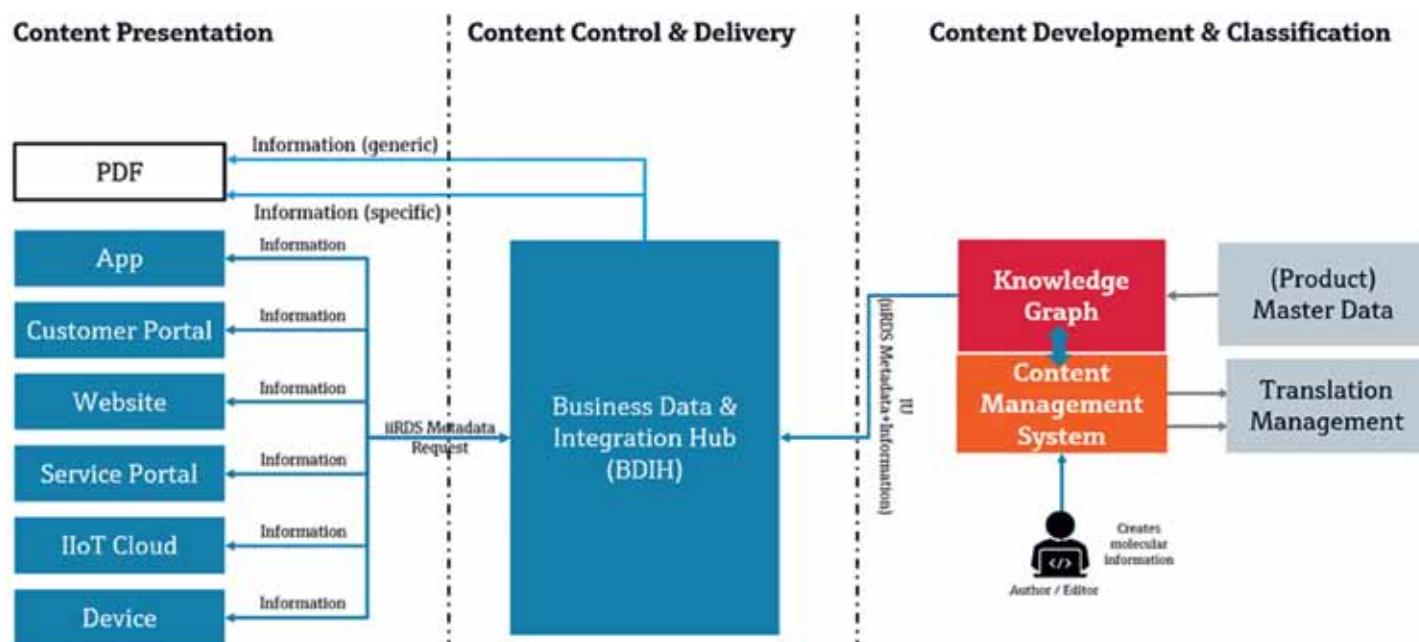 Content Presentation
Content Control & Delivery
Content Development & Classification
Information (generic)
PDF
Information (specific)
App
Information
Customer Portal
Information
Website
Information
Service Portal
Information
IIoT Cloud
Information
Device
Information
iiRDS Metadata
Request
Business Data &
Integration Hub
(BDIH)
IU
(iiRDS Metadata+Information)
Knowledge
Graph
Content
Management
System
(Product)
Master Data
Translation
Management
</>
Creates
molecular
information
Author / Editor